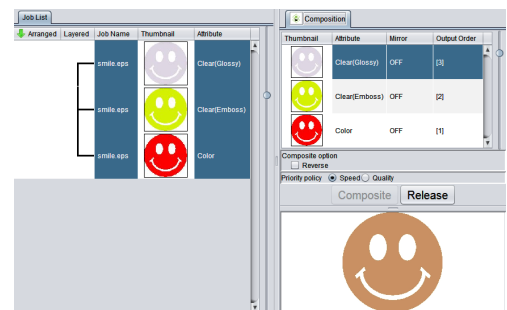 Job List
Arranged Layered Job Name Thumbnail Attribute
smile.eps Clear(Glossy)
smile.eps Clear(Emboss)
smile.eps Color
Composition
Thumbnail Attribute Mirror Output Order
Clear(Glossy) OFF [3]
Clear(Emboss) OFF [2]
Color OFF [1]
Composite option
Reverse
Priority policy Speed Quality
Composite Release